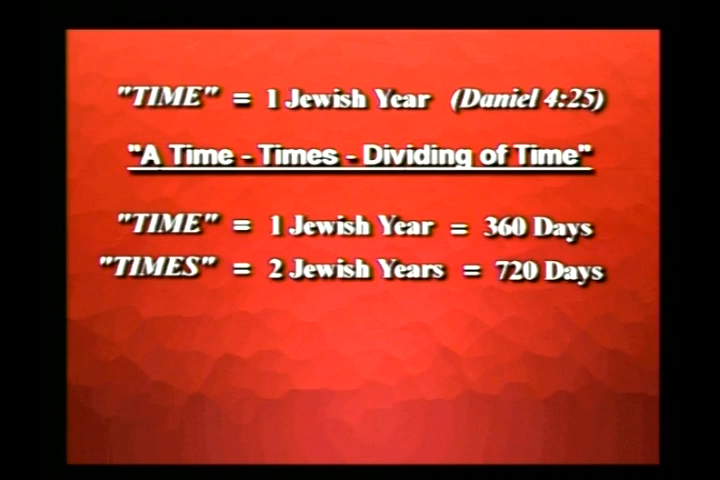 "TIME" = 1 Jewish Year (Daniel 4:25)
"A Time - Times - Dividing of Time"
"TIME" = 1 Jewish Year = 360 Days
"TIMES" = 2 Jewish Years = 720 Days